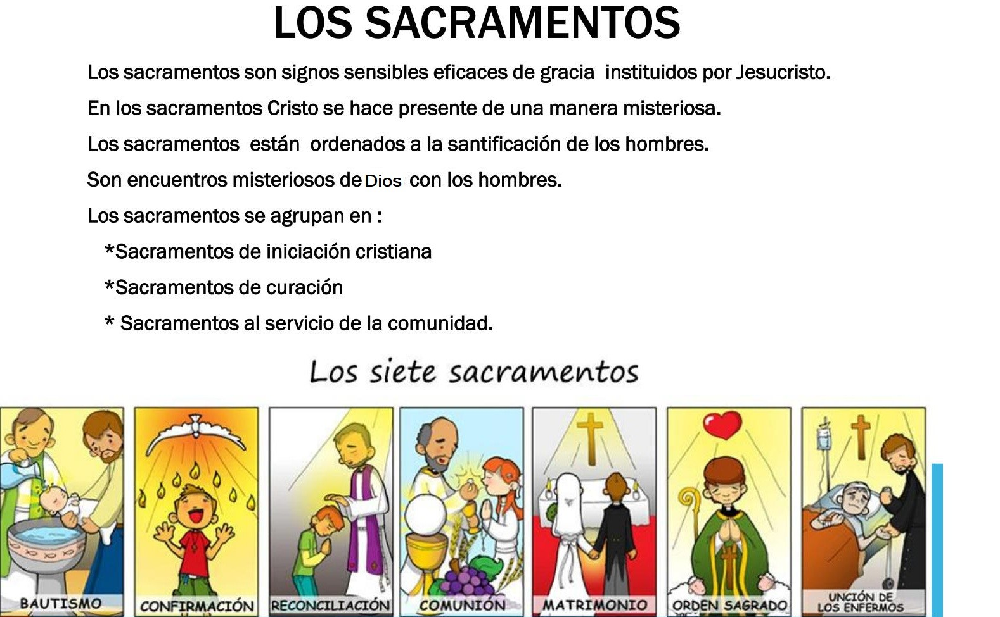 LOS SACRAMENTOS
Los sacramentos son signos sensibles eficaces de gracia instituidos por Jesucristo.
En los sacramentos Cristo se hace presente de una manera misteriosa.
Los sacramentos están ordenados a la santificación de los hombres.
Son encuentros misteriosos de Dios con los hombres.
Los sacramentos se agrupan en :
*Sacramentos de iniciación cristiana
*Sacramentos de curación
* Sacramentos al servicio de la comunidad.
Los siete sacramentos
BAUTISMO
CONFIRMACIÓN
RECONCILIACIÓN
COMUNIÓN
MATRIMONIO
ORDEN SAGRADO
UNCIÓN DE
LOS ENFERMOS